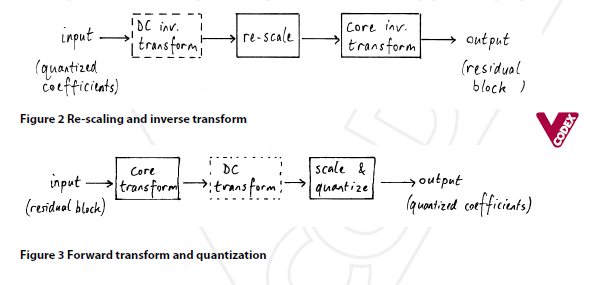 input
(quantized
coefficients)
DC inv.
transform
re-scale
Core inv.
transform
output
(residual
block )
Figure 2 Re-scaling and inverse transform
VCODEX
input
(residual block)
Core
transform
DC
transform
scale &
quantize
output
(quantized coefficients)
Figure 3 Forward transform and quantization